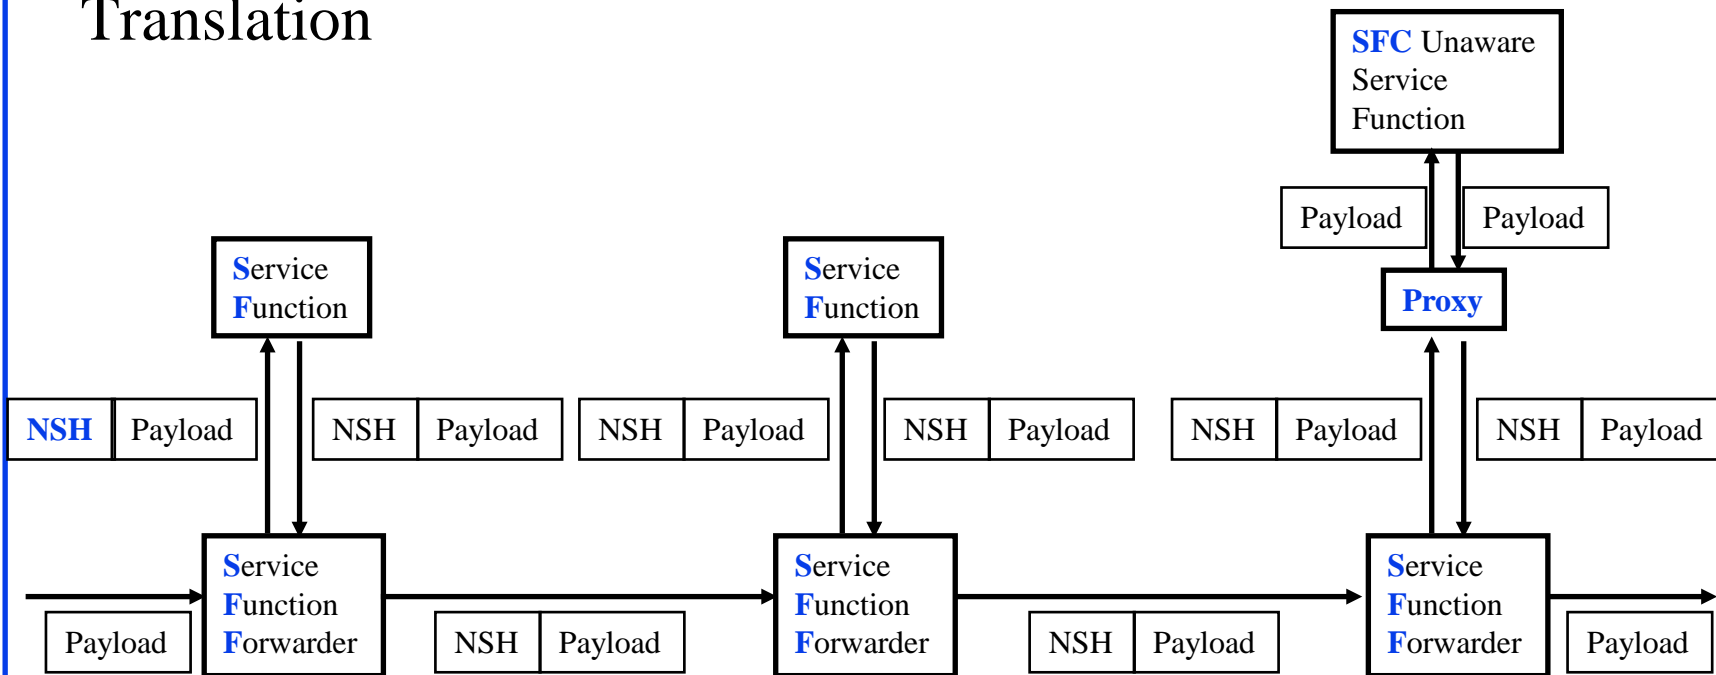 Translation
SFC Unaware
Service
Function
Payload Payload
Service
Function
Service
Function
Proxy
NSH Payload NSH Payload NSH Payload NSH Payload NSH Payload NSH Payload
Service
Function
Forwarder
Service
Function
Forwarder
Service
Function
Forwarder
Payload NSH Payload NSH Payload Payload